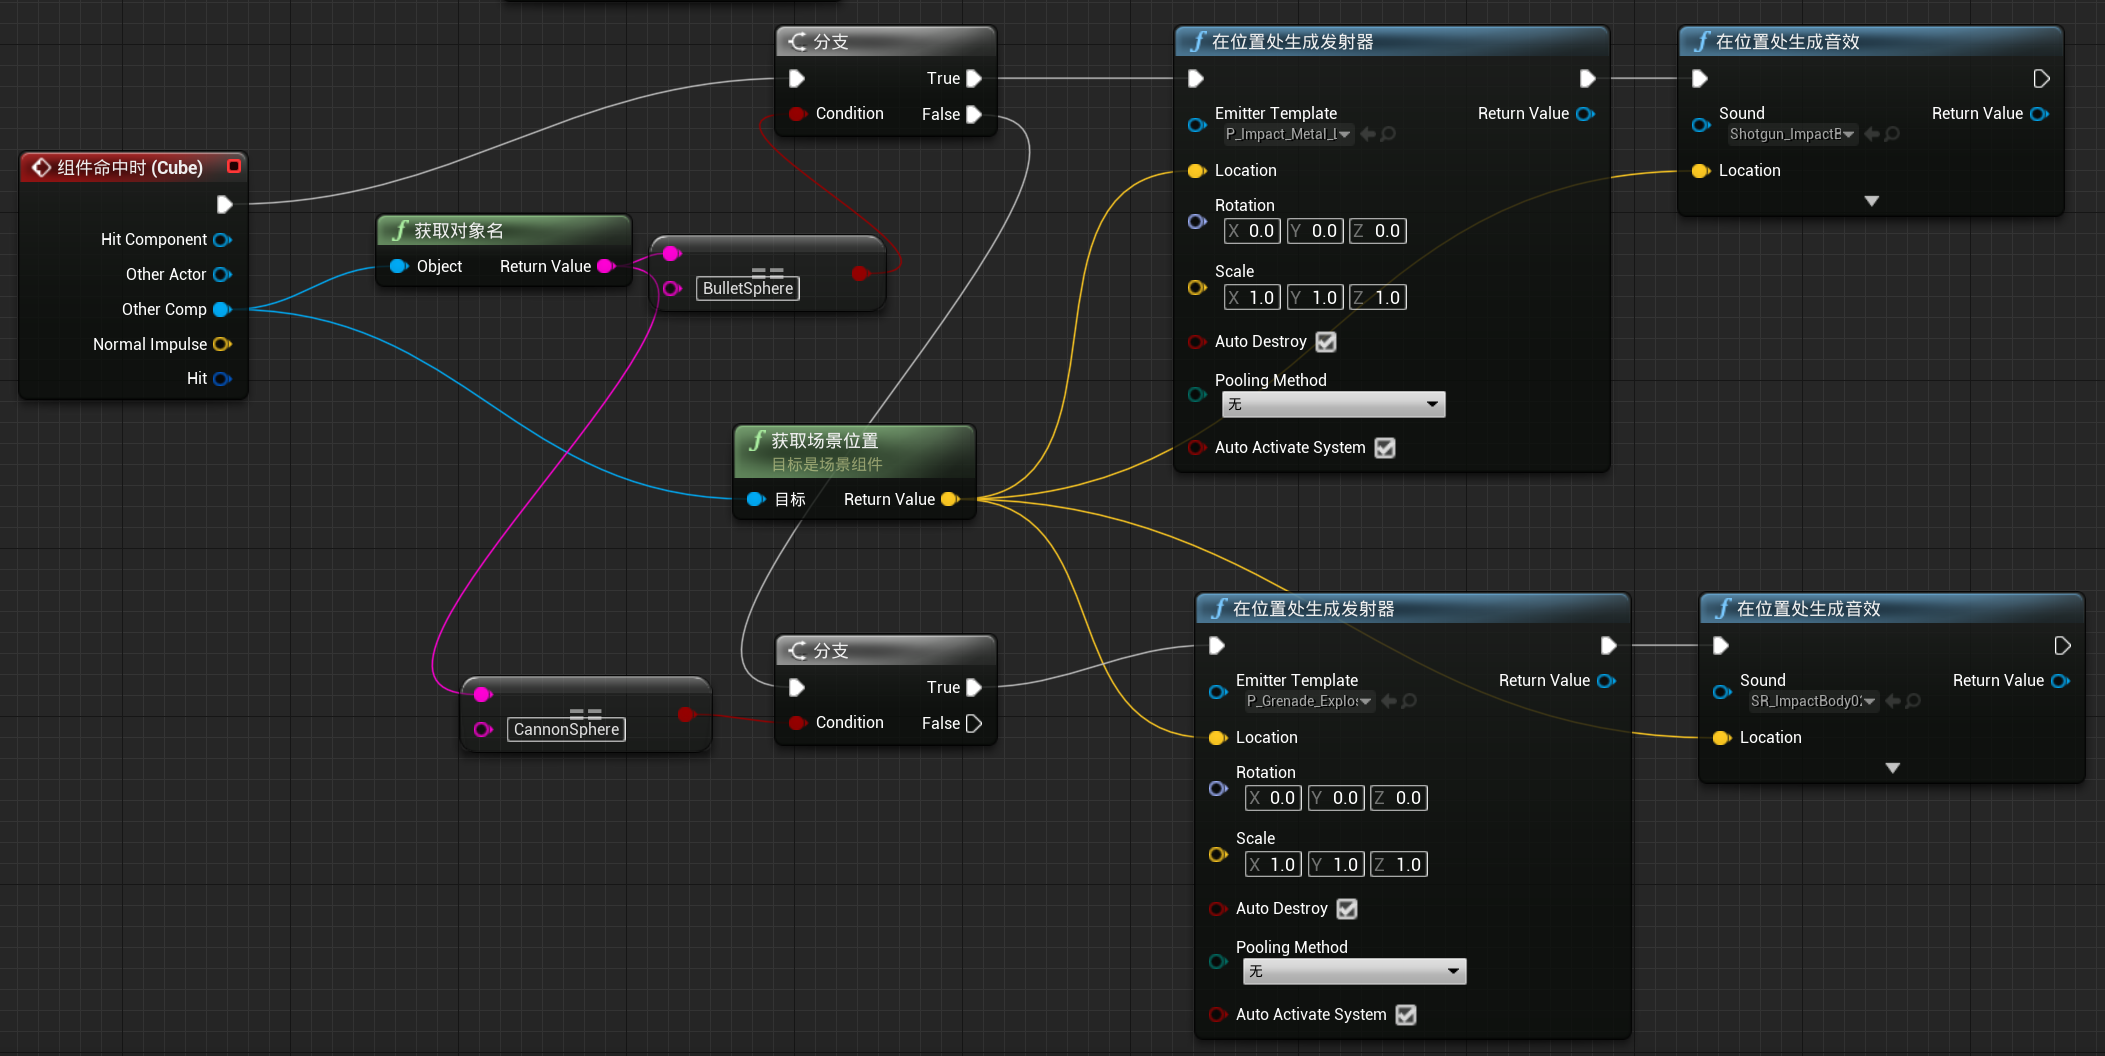 组件命中时 (Cube)
Hit Component
Other Actor
Other Comp
Normal Impulse
Hit
获取对象名
Object
Return Value
==
BulletSphere
分支
True
Condition
False
获取场景位置
目标是场景组件
目标
Return Value
==
CannonSphere
分支
True
Condition
False
在位置处生成发射器
Emitter Template
Return Value
P_Impact_Metal_L
Location
Rotation
X 0.0 Y 0.0 Z 0.0
Scale
X 1.0 Y 1.0 Z 1.0
Auto Destroy
Pooling Method
无
Auto Activate System
在位置处生成音效
Sound
Return Value
Shotgun_ImpactB
Location
在位置处生成发射器
Emitter Template
Return Value
P_Grenade_Explos
Location
Rotation
X 0.0 Y 0.0 Z 0.0
Scale
X 1.0 Y 1.0 Z 1.0
Auto Destroy
Pooling Method
无
Auto Activate System
在位置处生成音效
Sound
Return Value
SR_ImpactBody02
Location